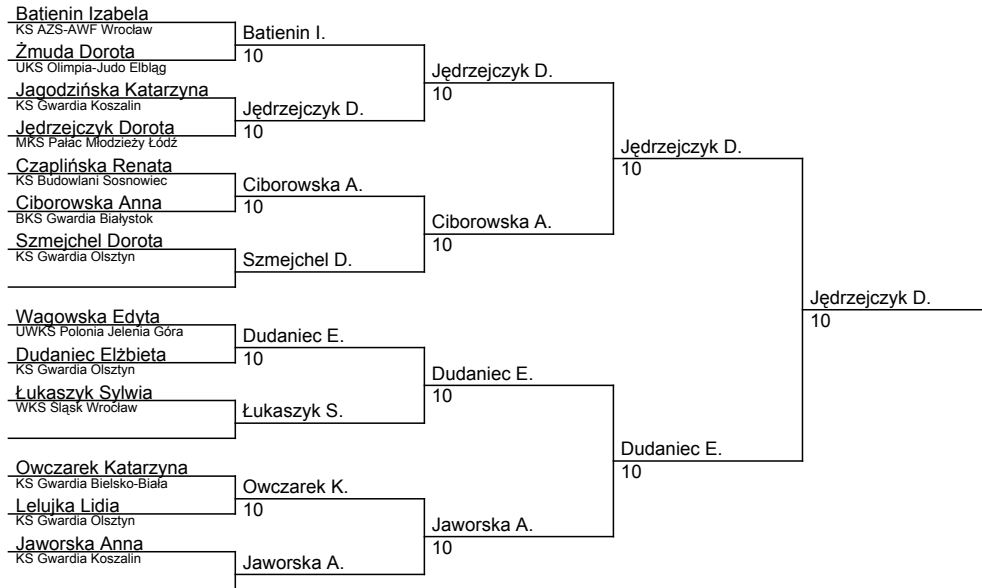 Batienin Izabela
KS AZS-AWF Wrocław
Żmuda Dorota
UKS Olimpia-Judo Elbląg
Jagodzińska Katarzyna
KS Gwardia Koszalin
Jędrzejczyk Dorota
MKS Pałac Młodzieży Łódź
Czaplińska Renata
KS Budowlani Sosnowiec
Ciborowska Anna
BKS Gwardia Białystok
Szmejchel Dorota
KS Gwardia Olsztyn
Wagowska Edyta
UWKS Polonia Jelenia Góra
Dudaniec Elżbieta
KS Gwardia Olsztyn
Łukaszyk Sylwia
WKS Śląsk Wrocław
Owczarek Katarzyna
KS Gwardia Bielsko-Biała
Lelujka Lidia
KS Gwardia Olsztyn
Jaworska Anna
KS Gwardia Koszalin
Batienin I.
10
Jędrzejczyk D.
10
Ciborowska A.
10
Szmejchel D.
Dudaniec E.
10
Łukaszyk S.
Owczarek K.
10
Jaworska A.
Jędrzejczyk D.
10
Ciborowska A.
10
Dudaniec E.
10
Jaworska A.
10
Jędrzejczyk D.
10
Dudaniec E.
10
Jędrzejczyk D.
10